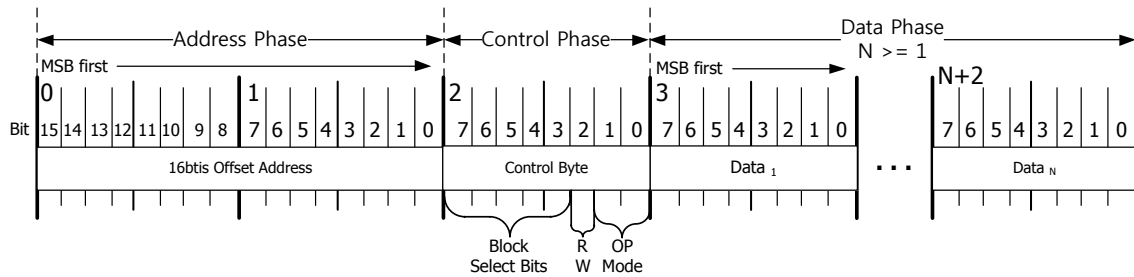 Address Phase Control Phase Data Phase
N >= 1
MSB first MSB first
0 1 2 3 N+2
Bit 15 14 13 12 11 10 9 8 7 6 5 4 3 2 1 0 7 6 5 4 3 2 1 0 7 6 5 4 3 2 1 0 7 6 5 4 3 2 1 0
16btis Offset Address Control Byte Data 1 ... Data N
Block R OP
Select Bits W Mode